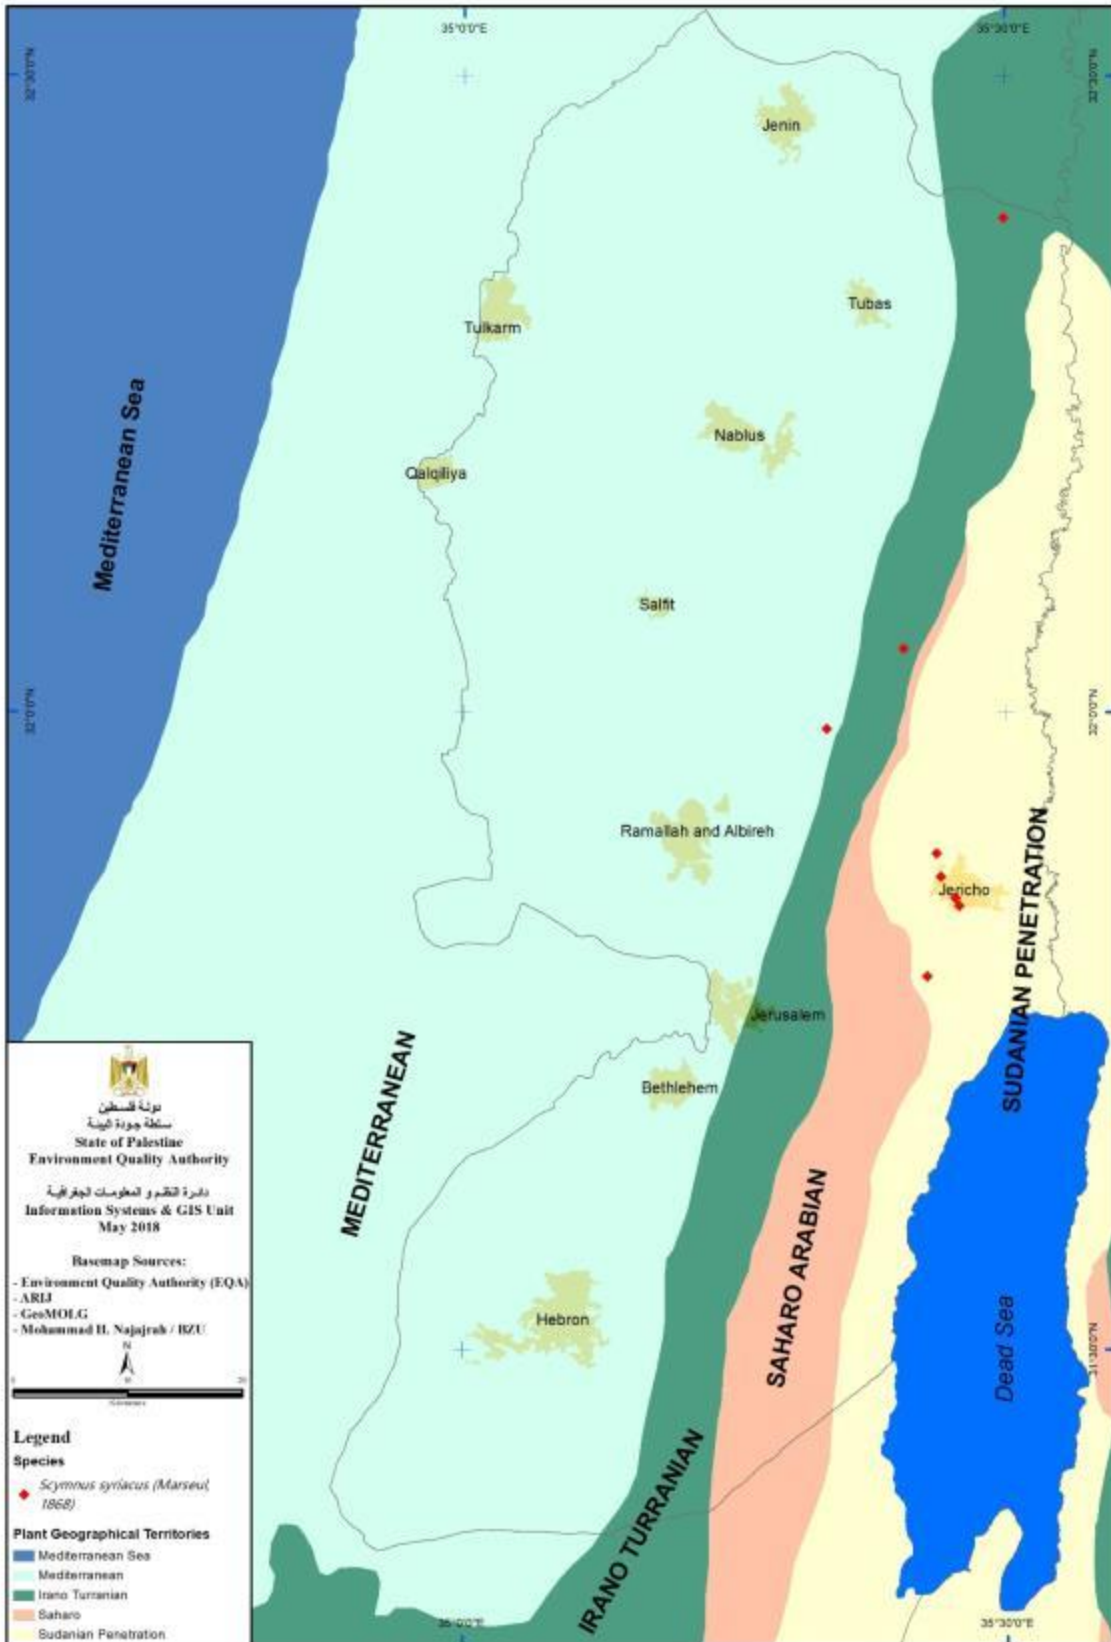 35°0'0"E
35°30'0"E
32°30'0"N
32°30'0"N
Jenin
Tubas
Tulkarm
Mediterranean Sea
Nablus
Qalqiliya
Salfit
32°0'0"N
32°0'0"N
Ramallah and Albireh
Jericho
SUDANIAN PENETRATION
Jerusalem
Bethlehem
MEDITERRANEAN
SAHARO ARABIAN
Hebron
Dead Sea
31°30'0"N
IRANO TURRANIAN
35°0'0"E
35°30'0"E
دولة فلسطين
سلطة جودة البيئة
State of Palestine
Environment Quality Authority
دائرة النظم و المعلومات الجغرافية
Information Systems & GIS Unit
May 2018
Basemap Sources:
- Environment Quality Authority (EQA)
- ARIJ
- GeoMOLG
- Mohammad H. Najajrah / BZU
N
Legend
Species
Scymnus syriacus (Marseul,
1868)
Plant Geographical Territories
Mediterranean Sea
Mediterranean
Irano Turranian
Saharo
Sudanian Penetration